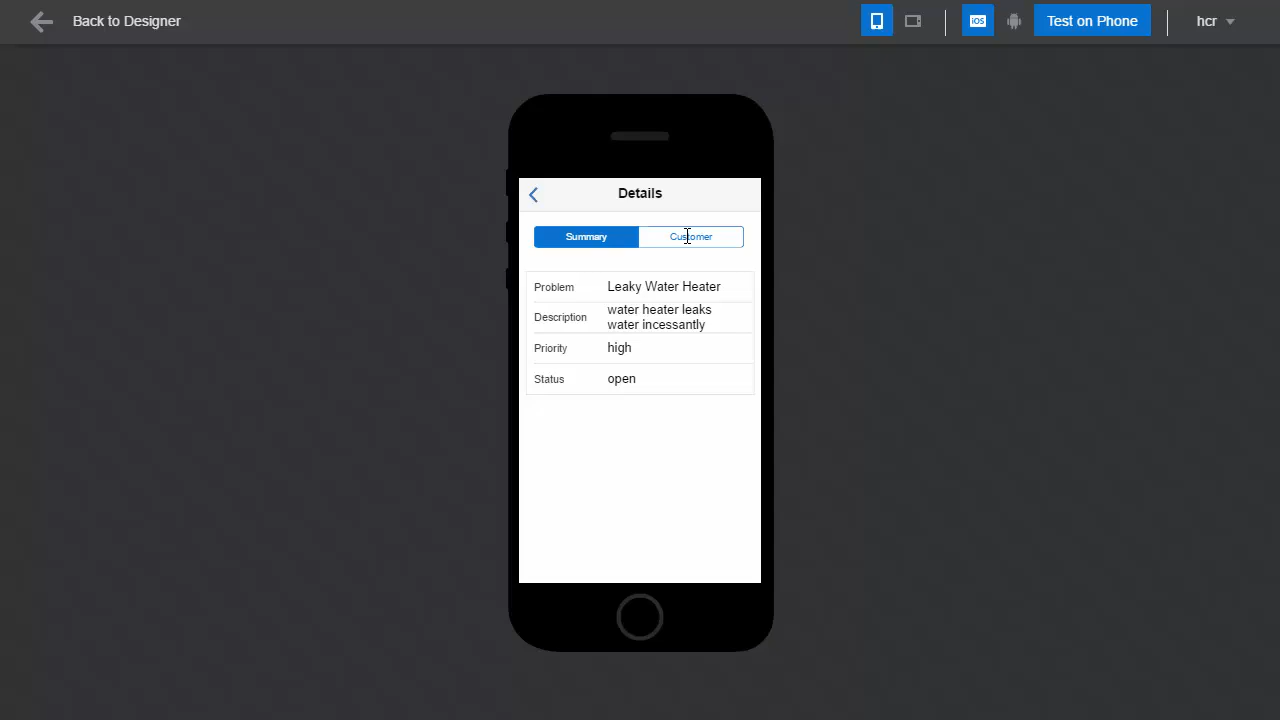 Back to Designer
iOS
Test on Phone
hcr
Details
Summary
Customer
Problem
Leaky Water Heater
Description
water heater leaks
water incessantly
Priority
high
Status
open